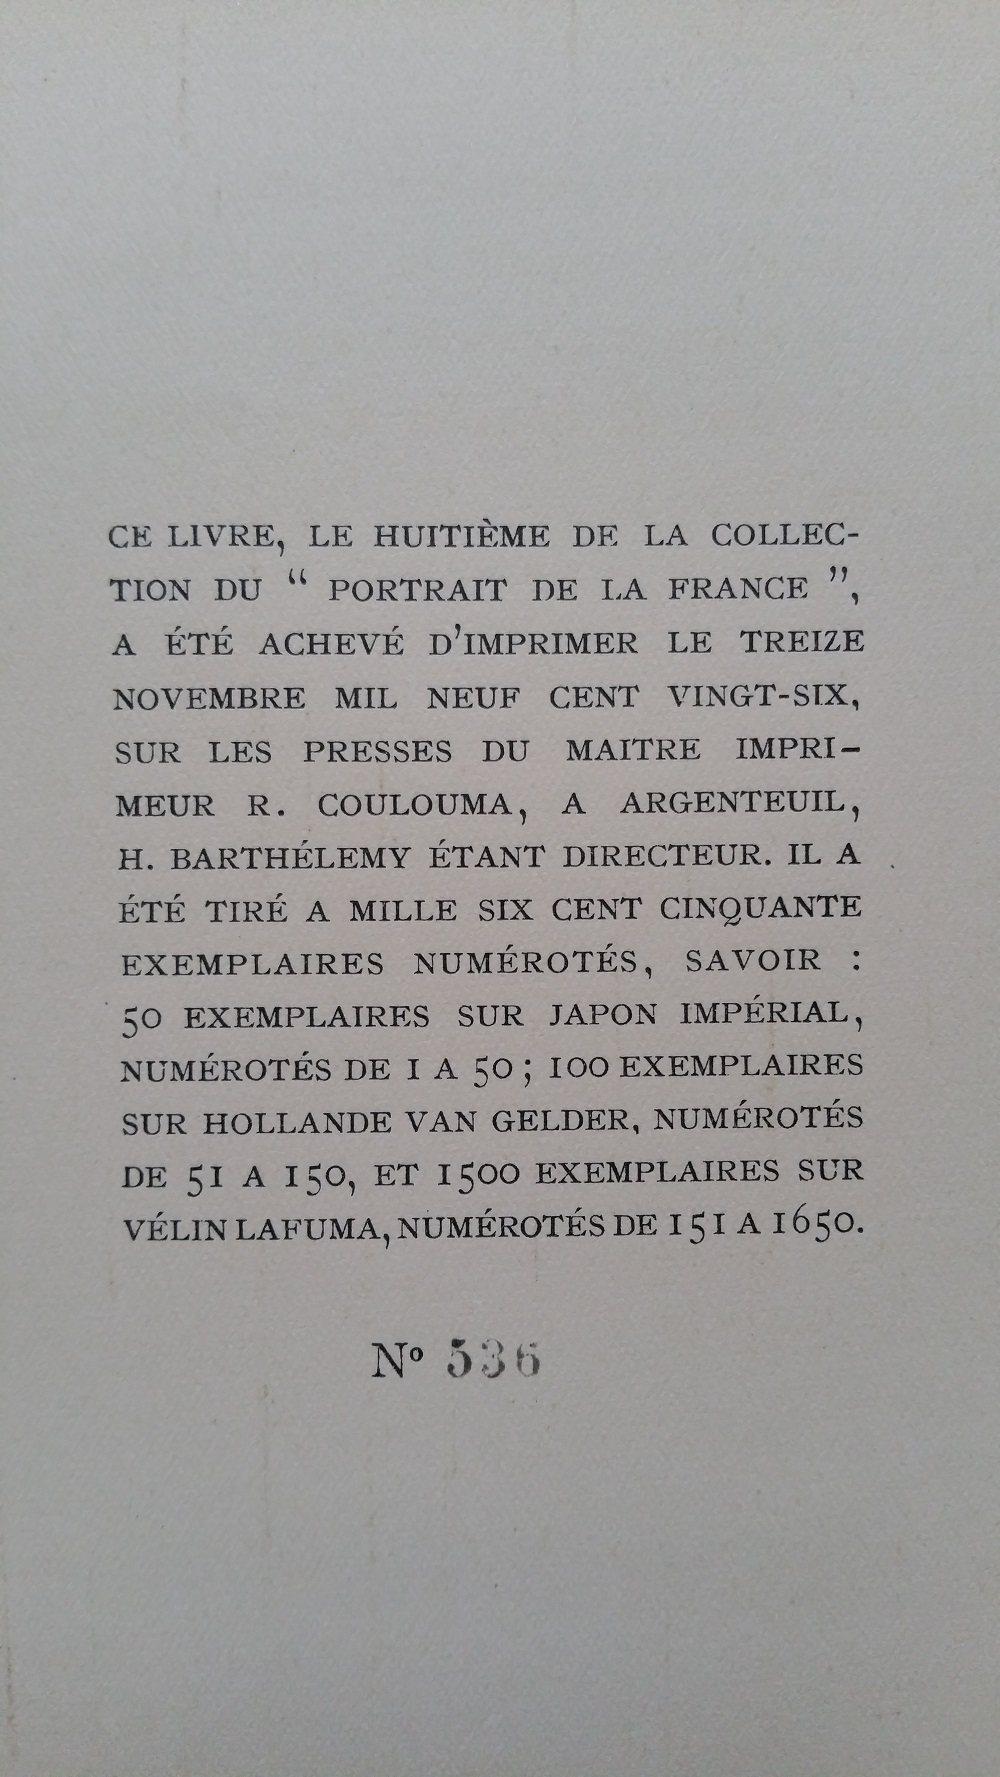 CE LIVRE, LE HUITIÈME DE LA COLLEC-
TION DU “ PORTRAIT DE LA FRANCE ”,
A ÉTÉ ACHEVÉ D'IMPRIMER LE TREIZE
NOVEMBRE MIL NEUF CENT VINGT-SIX,
SUR LES PRESSES DU MAITRE IMPRI-
MEUR R. COULOUMA, A ARGENTEUIL,
H. BARTHÉLEMY ÉTANT DIRECTEUR. IL A
ÉTÉ TIRÉ A MILLE SIX CENT CINQUANTE
EXEMPLAIRES NUMÉROTÉS, SAVOIR :
50 EXEMPLAIRES SUR JAPON IMPÉRIAL,
NUMÉROTÉS DE 1 A 50 ; 100 EXEMPLAIRES
SUR HOLLANDE VAN GELDER, NUMÉROTÉS
DE 51 A 150, ET 1500 EXEMPLAIRES SUR
VÉLIN LAFUMA, NUMÉROTÉS DE 151 A 1650.
Nº 536